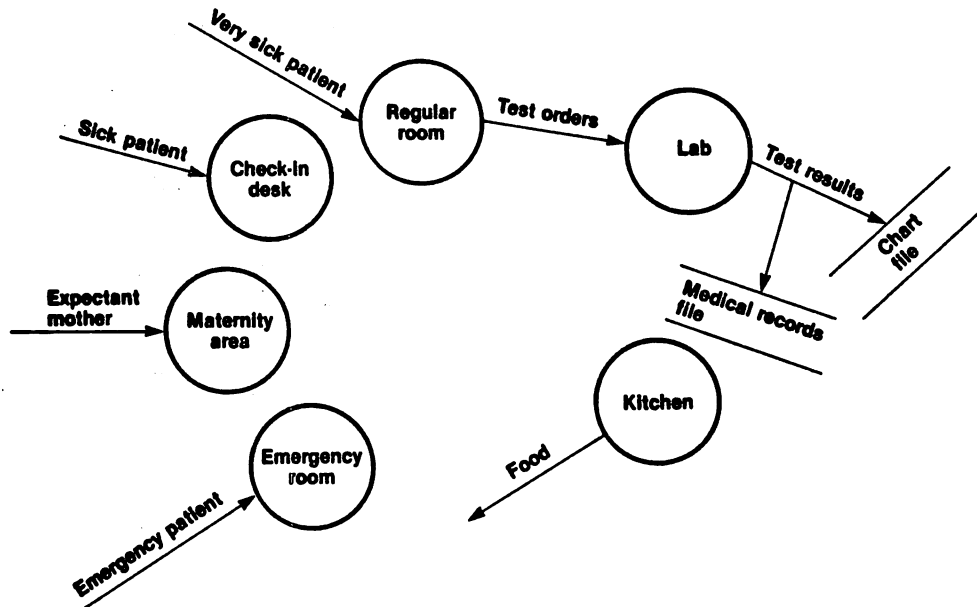 Very sick patient
Regular
room
Test orders
Lab
Test results
Chart
file
Sick patient
Check-in
desk
Medical records
file
Expectant
mother
Maternity
area
Kitchen
Food
Emergency
room
Emergency patient